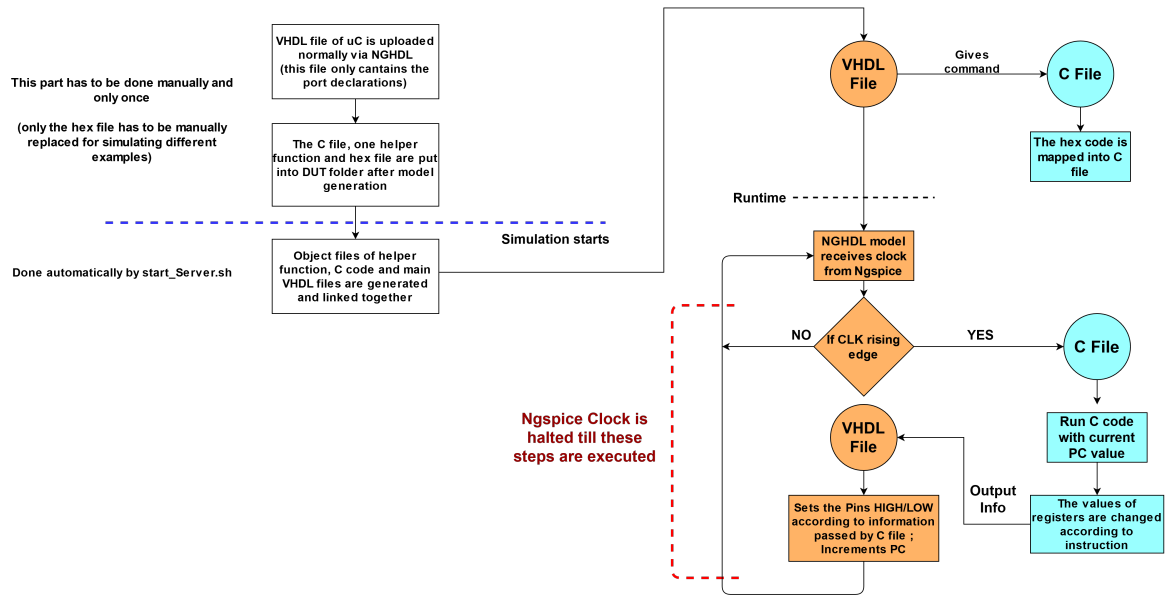 This part has to be done manually and
only once
(only the hex file has to be manually
replaced for simulating different
examples)
VHDL file of uC is uploaded
normally via NGHDL
(this file only cantains the
port declarations)
The C file, one helper
function and hex file are put
into DUT folder after model
generation
Simulation starts
Done automatically by start_Server.sh
Object files of helper
function, C code and main
VHDL files are generated
and linked together
VHDL
File
Gives
command
C File
The hex code is
mapped into C
file
Runtime
NGHDL model
receives clock
from Ngspice
If CLK rising
edge
NO
YES
C File
Run C code
with current
PC value
The values of
registers are changed
according to
instruction
Output
Info
VHDL
File
Sets the Pins HIGH/LOW
according to information
passed by C file ;
Increments PC
Ngspice Clock is
halted till these
steps are executed